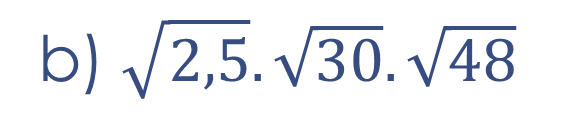 b) √2,5. √30. √48